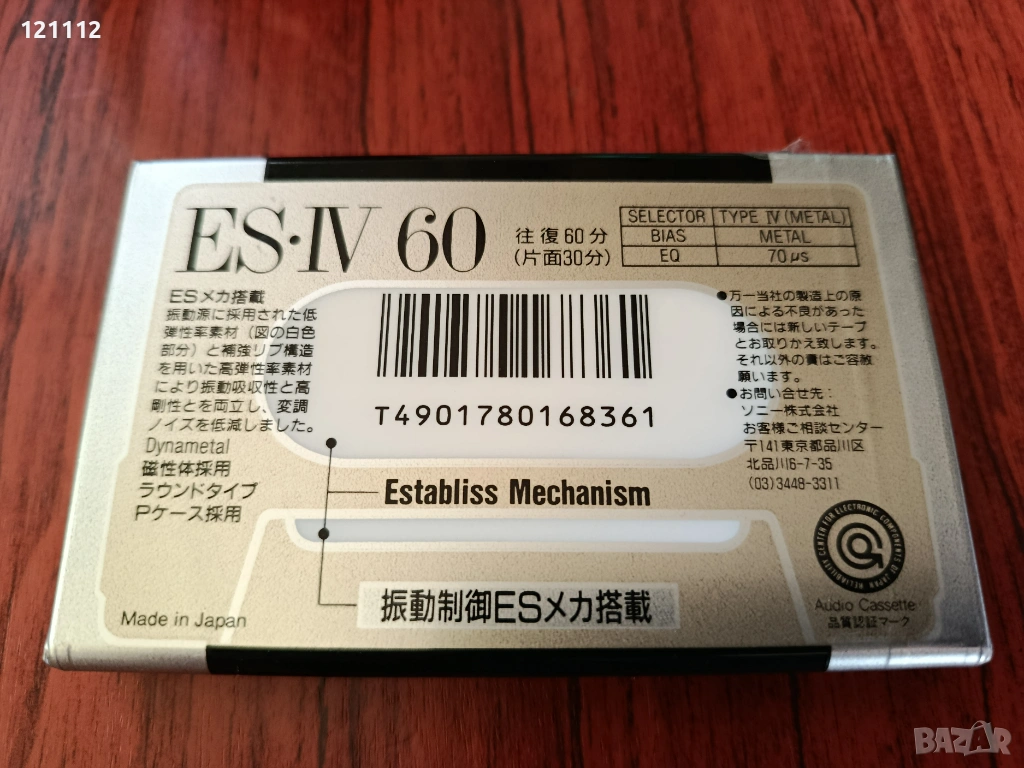 121112
ES·IV 60
往復60分
(片面30分)
SELECTOR TYPE IV (METAL)
BIAS METAL
EQ 70 μs
ESメカ搭載
振動源に採用された低
弾性率素材（図の白色
部分）と補強リブ構造
を用いた高弾性率素材
により振動吸収性と高
剛性とを両立し、変調
ノイズを低減しました。
Dynametal
磁性体採用
ラウンドタイプ
Pケース採用
T4901780168361
●万一当社の製造上の原
因による不良があった
場合には新しいテープ
とお取りかえ致します。
それ以外の責はご容赦
願います。
●お問い合せ先：
ソニー株式会社
お客様ご相談センター
〒141東京都品川区
北品川6-7-35
(03)3448-3311
Establiss Mechanism
振動制御ESメカ搭載
Made in Japan
RELIABILITY CENTER FOR ELECTRONIC COMPONENTS OF JAPAN
Audio Cassette
品質認証マーク
BAZAR